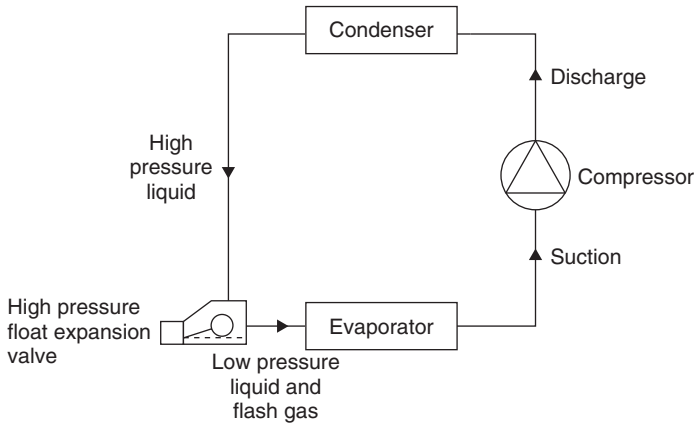 Condenser
Discharge
High
pressure
liquid
Compressor
Suction
High pressure
float expansion
valve
Evaporator
Low pressure
liquid and
flash gas